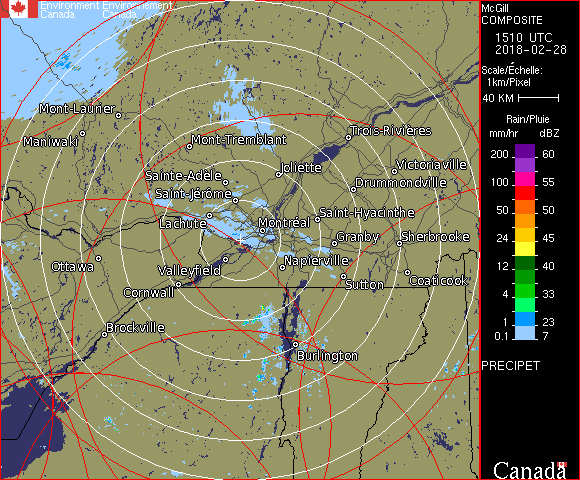 Environment Environnement
Canada Canada
McGill
COMPOSITE
1510 UTC
2018-02-28
Scale/Échelle:
1km/Pixel
40 KM
Rain/Pluie
mm/hr dBZ
200 60
100 55
50 50
24 45
12 40
4 33
1 23
0.1 7
PRECIPET
Canada
Mont-Laurier
Maniwaki
Mont-Tremblant
Trois-Rivières
Joliette
Victoriaville
Sainte-Adèle
Drummondville
Saint-Jérôme
Lachute
Montréal
Saint-Hyacinthe
Granby
Sherbrooke
Ottawa
Valleyfield
Napierville
Cornwall
Sutton
Coaticook
Brockville
Burlington